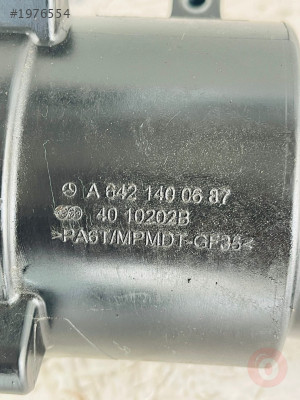 #1976554
A 642 140 06 87
40 10202B
>PA6T/MPMDT-GF35<